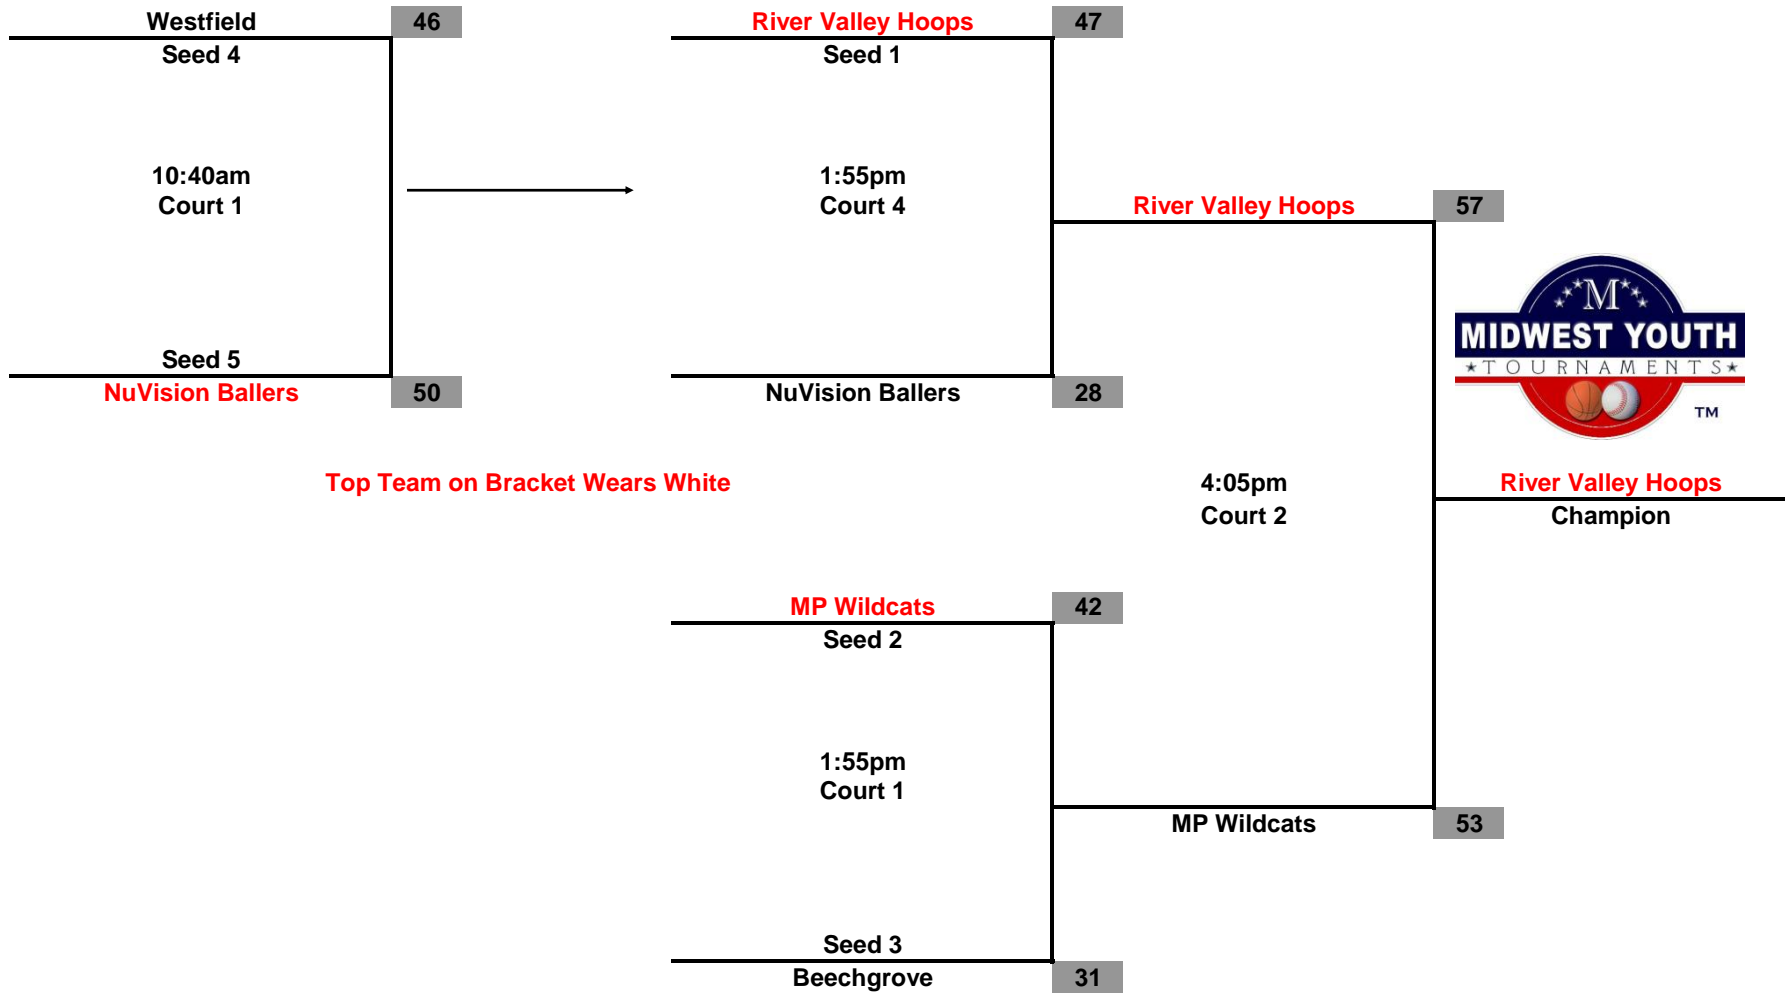 Westfield 46
Seed 4
10:40am
Court 1
Seed 5
NuVision Ballers 50
River Valley Hoops 47
Seed 1
1:55pm
Court 4
NuVision Ballers 28
River Valley Hoops 57
M
MIDWEST YOUTH
★TOURNAMENTS★
TM
Top Team on Bracket Wears White
4:05pm
Court 2
River Valley Hoops
Champion
MP Wildcats 42
Seed 2
1:55pm
Court 1
MP Wildcats 53
Seed 3
Beechgrove 31